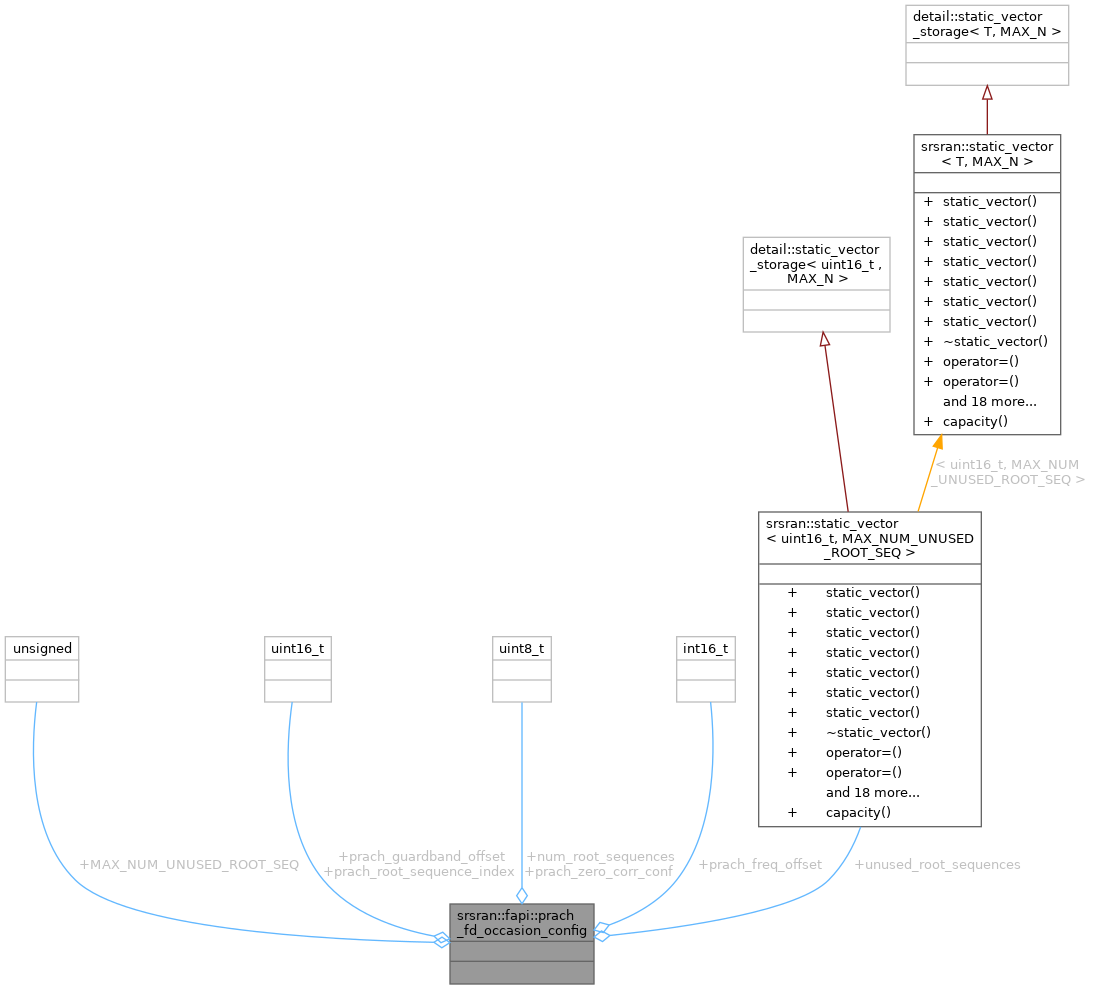 detail::static_vector
_storage< T, MAX_N >
srsran::static_vector
< T, MAX_N >
+ static_vector()
+ static_vector()
+ static_vector()
+ static_vector()
+ static_vector()
+ static_vector()
+ static_vector()
+ ~static_vector()
+ operator=()
+ operator=()
and 18 more...
+ capacity()
detail::static_vector
_storage< uint16_t ,
MAX_N >
< uint16_t, MAX_NUM
_UNUSED_ROOT_SEQ >
srsran::static_vector
< uint16_t, MAX_NUM_UNUSED
_ROOT_SEQ >
+ static_vector()
+ static_vector()
+ static_vector()
+ static_vector()
+ static_vector()
+ static_vector()
+ static_vector()
+ ~static_vector()
+ operator=()
+ operator=()
and 18 more...
+ capacity()
unsigned
uint16_t
uint8_t
int16_t
+MAX_NUM_UNUSED_ROOT_SEQ
+prach_guardband_offset
+prach_root_sequence_index
+num_root_sequences
+prach_zero_corr_conf
+prach_freq_offset
+unused_root_sequences
srsran::fapi::prach
_fd_occasion_config